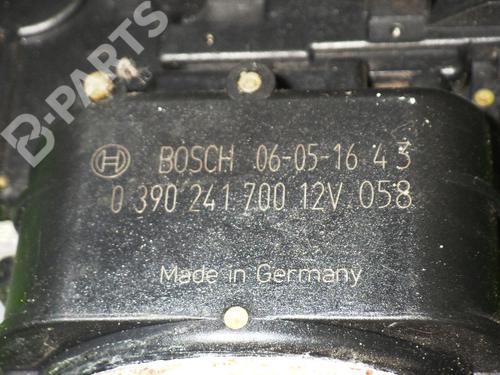 B-PARTS
BOSCH 06-05-16 4 3
0 390 241 700 12V 058
Made in Germany